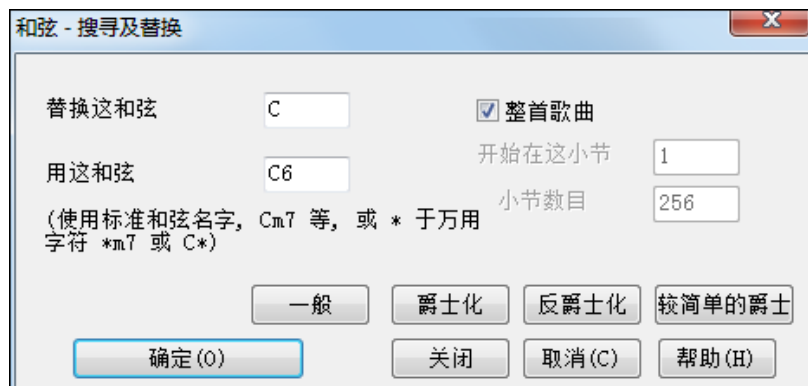 和弦 - 搜寻及替换
替换这和弦 C
整首歌曲
开始在这小节 1
用这和弦 C6
小节数目 256
(使用标准和弦名字, Cm7 等, 或 * 于万用
字符 *m7 或 C*)
一般 爵士化 反爵士化 较简单的爵士
确定(O) 关闭 取消(C) 帮助(H)